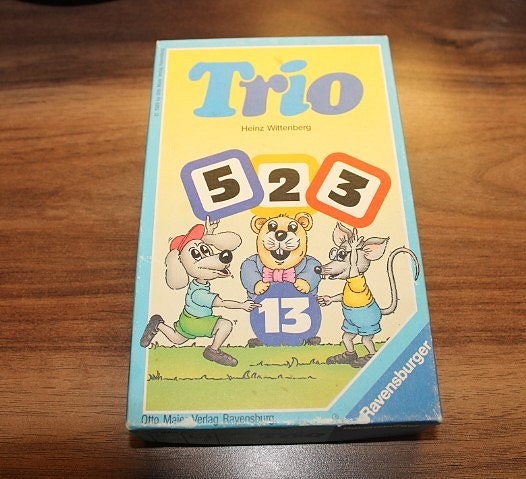 Trio
Heinz Wittenberg
5 2 3
13
Ravensburger
Otto Maier Verlag Ravensburg